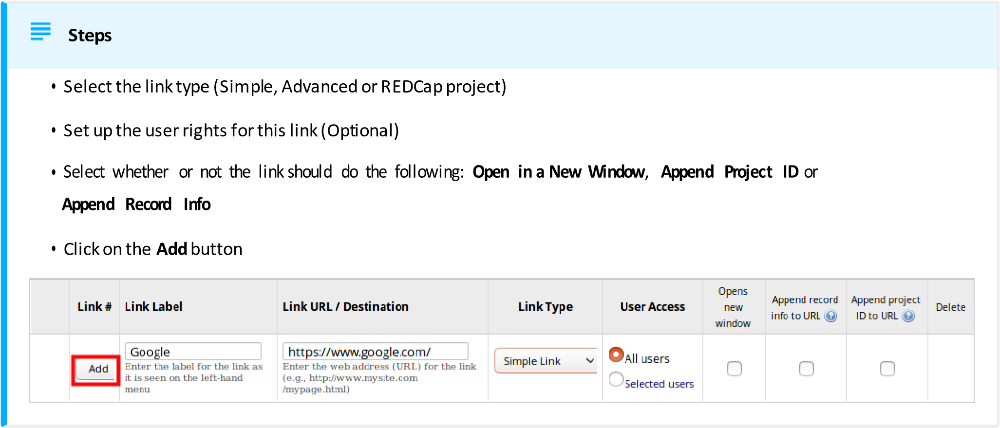 Steps
• Select the link type (Simple, Advanced or REDCap project)
• Set up the user rights for this link (Optional)
• Select whether or not the link should do the following: Open in a New Window, Append Project ID or
Append Record Info
• Click on the Add button
Link #
Link Label
Link URL / Destination
Link Type
User Access
Opens
new
window
Append record
info to URL ?
Append project
ID to URL ?
Delete
Add
Google
Enter the label for the link as
it is seen on the left-hand
menu
https://www.google.com/
Enter the web address (URL) for the link
(e.g., http://www.mysite.com
/mypage.html)
Simple Link
All users
Selected users